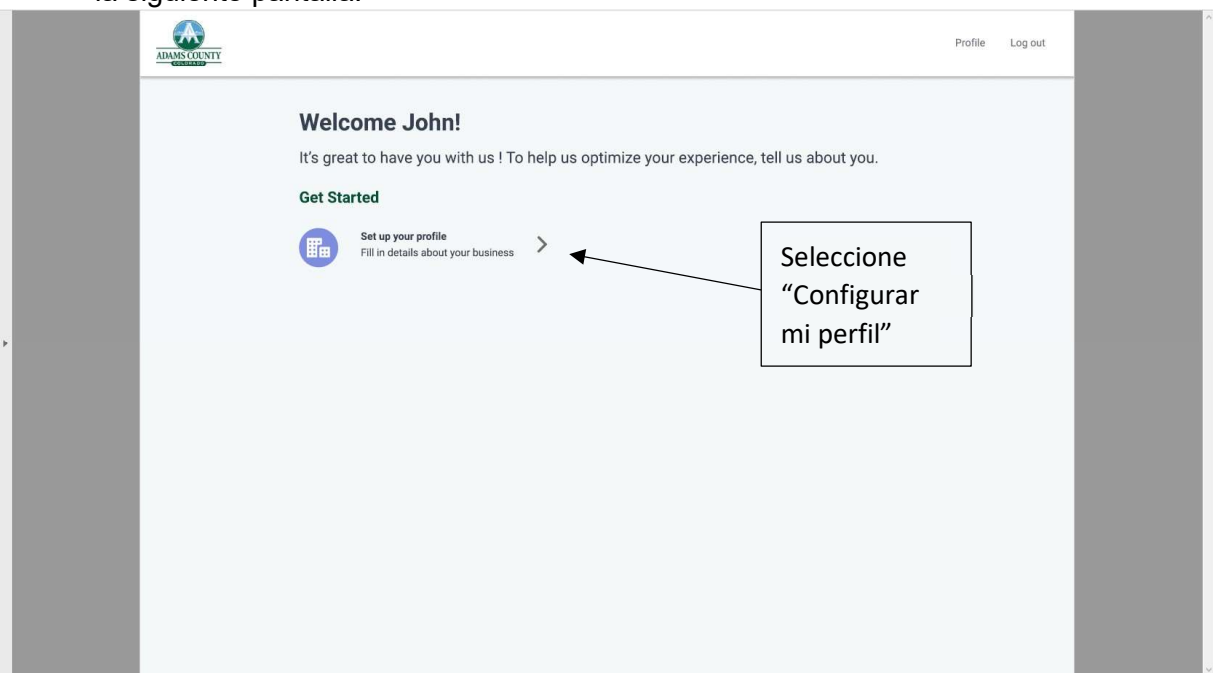 la siguiente pantalla:
ADAMS COUNTY
COLORADO
Profile Log out
Welcome John!
It's great to have you with us ! To help us optimize your experience, tell us about you.
Get Started
Set up your profile
Fill in details about your business
Seleccione
“Configurar
mi perfil”